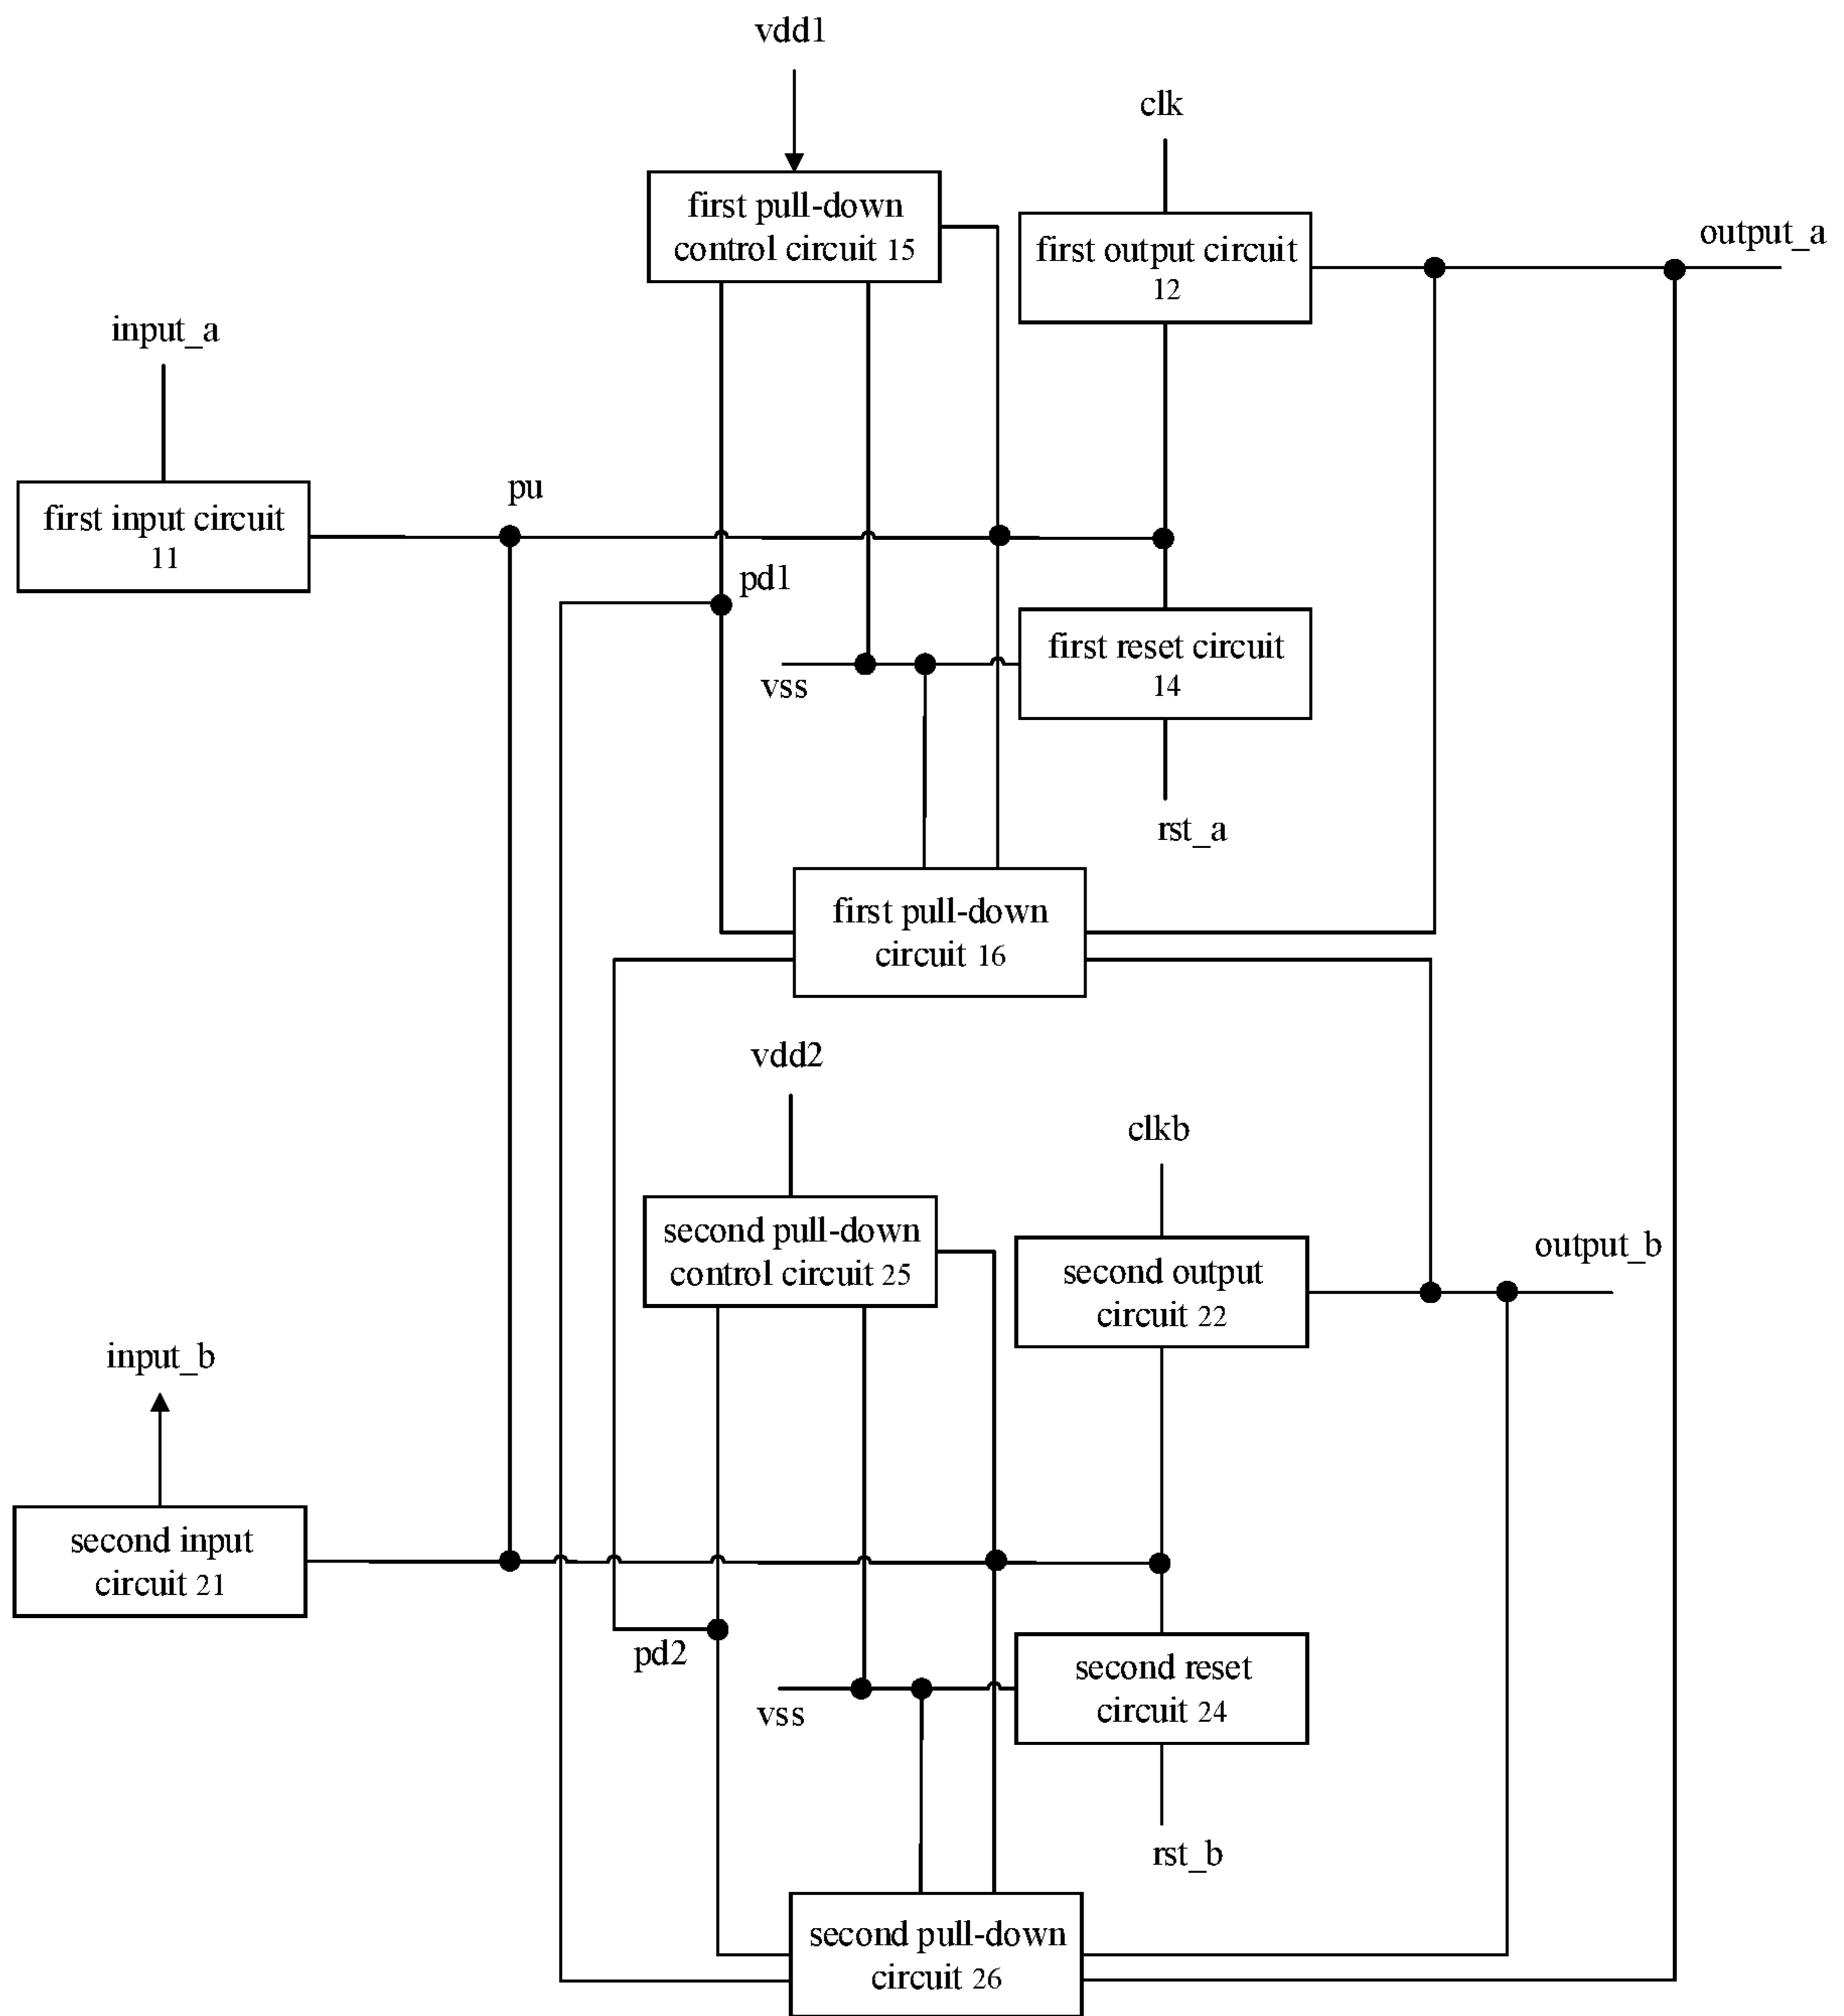 vdd1
clk
first pull-down
control circuit 15
first output circuit
12
output_a
input_a
first input circuit
11
pu
pd1
first reset circuit
14
vss
rst_a
first pull-down
circuit 16
vdd2
clkb
second pull-down
control circuit 25
second output
circuit 22
output_b
input_b
second input
circuit 21
pd2
second reset
circuit 24
vss
rst_b
second pull-down
circuit 26